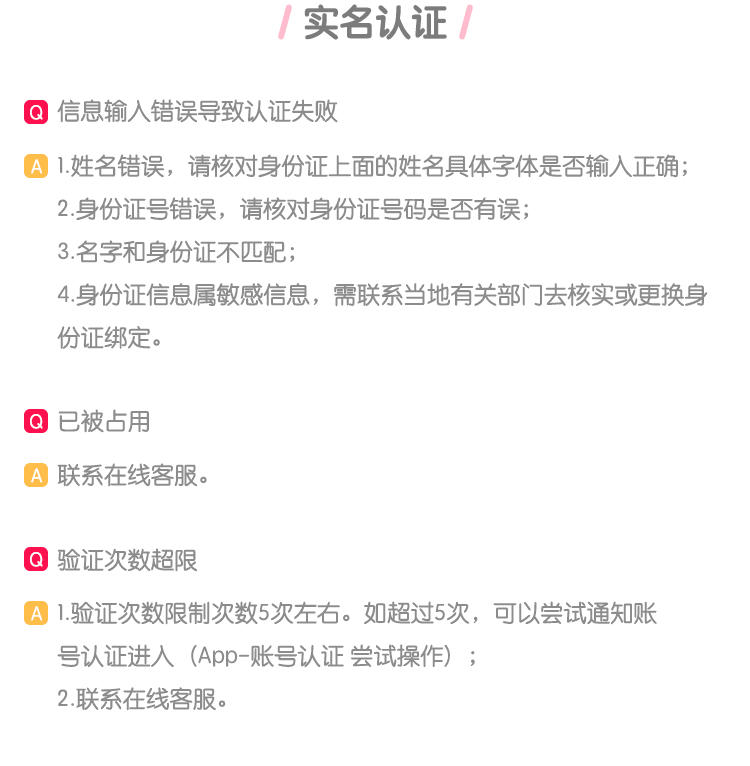 实名认证
Q 信息输入错误导致认证失败
A 1.姓名错误，请核对身份证上面的姓名具体字体是否输入正确；
2.身份证号错误，请核对身份证号码是否有误；
3.名字和身份证不匹配；
4.身份证信息属敏感信息，需联系当地有关部门去核实或更换身
份证绑定。
Q 已被占用
A 联系在线客服。
Q 验证次数超限
A 1.验证次数限制次数5次左右。如超过5次，可以尝试通知账
号认证进入（App-账号认证 尝试操作）；
2.联系在线客服。